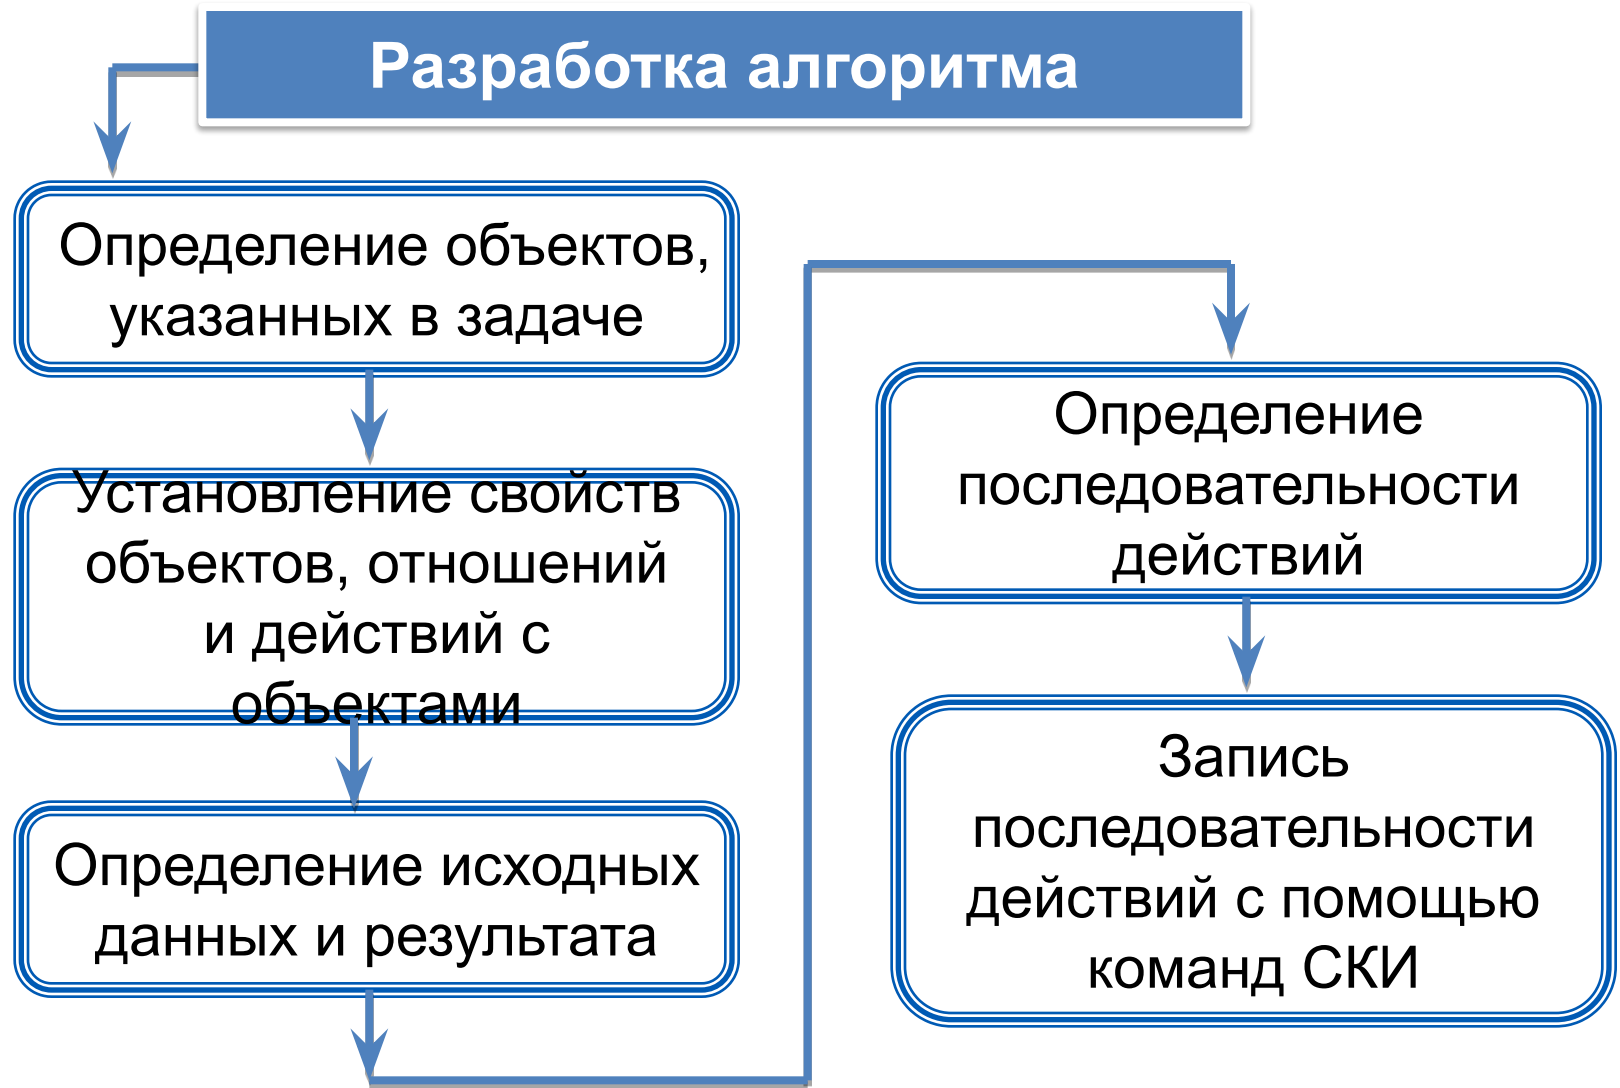 Разработка алгоритма
Определение объектов,
указанных в задаче
Установление свойств
объектов, отношений
и действий с
объектами
Определение исходных
данных и результата
Определение
последовательности
действий
Запись
последовательности
действий с помощью
команд СКИ